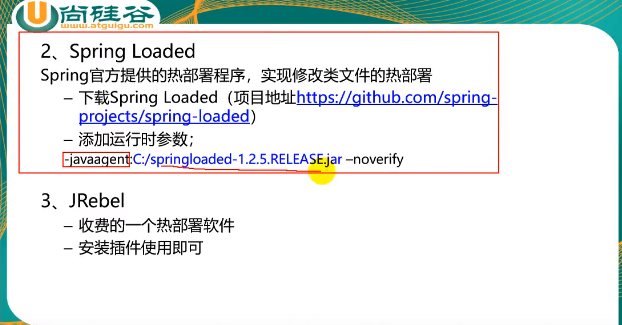 尚硅谷
www.atguigu.com
2、Spring Loaded
Spring官方提供的热部署程序，实现修改类文件的热部署
– 下载Spring Loaded（项目地址https://github.com/spring-
projects/spring-loaded）
– 添加运行时参数；
-javaagent:C:/springloaded-1.2.5.RELEASE.jar –noverify
3、JRebel
– 收费的一个热部署软件
– 安装插件使用即可